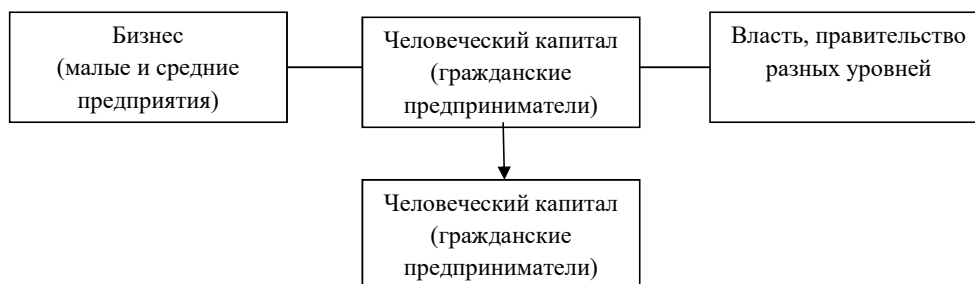 Бизнес
(малые и средние
предприятия)
Человеческий капитал
(гражданские
предприниматели)
Власть, правительство
разных уровней
Человеческий капитал
(гражданские
предприниматели)